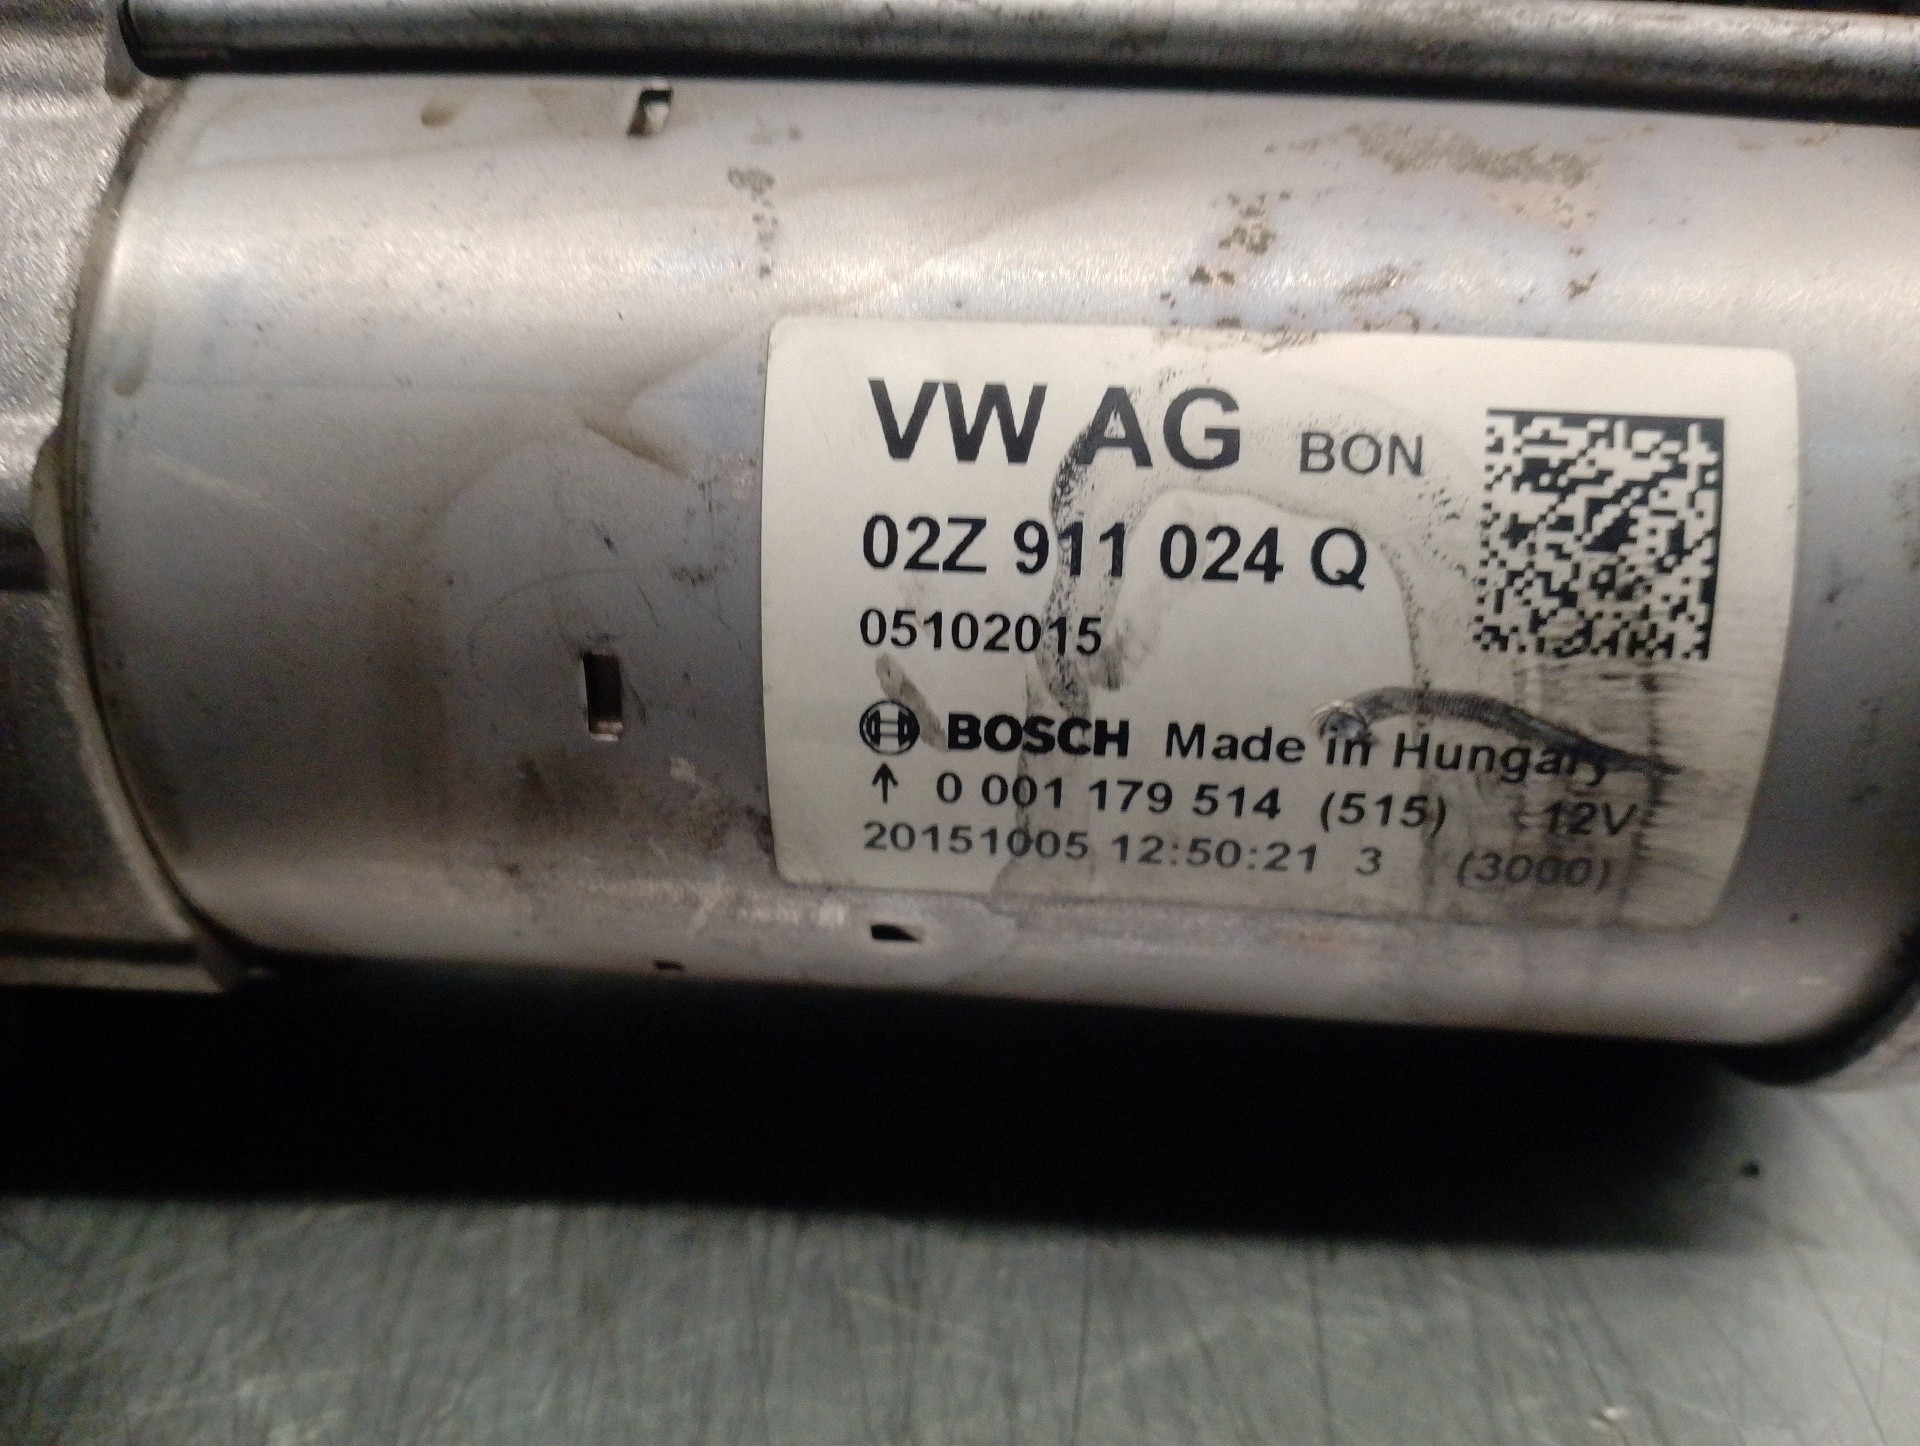 VW AG BON
02Z 911 024 Q
05102015
BOSCH Made in Hungary
↑ 0 001 179 514 (515) 12V
20151005 12:50:21 3 (3000)